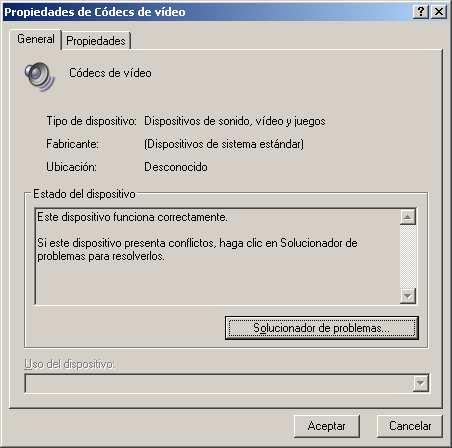 Propiedades de Códecs de vídeo
General
Propiedades
Códecs de vídeo
Tipo de dispositivo: Dispositivos de sonido, vídeo y juegos
Fabricante: (Dispositivos de sistema estándar)
Ubicación: Desconocido
Estado del dispositivo
Este dispositivo funciona correctamente.
Si este dispositivo presenta conflictos, haga clic en Solucionador de
problemas para resolverlos.
Solucionador de problemas...
Uso del dispositivo:
Aceptar
Cancelar